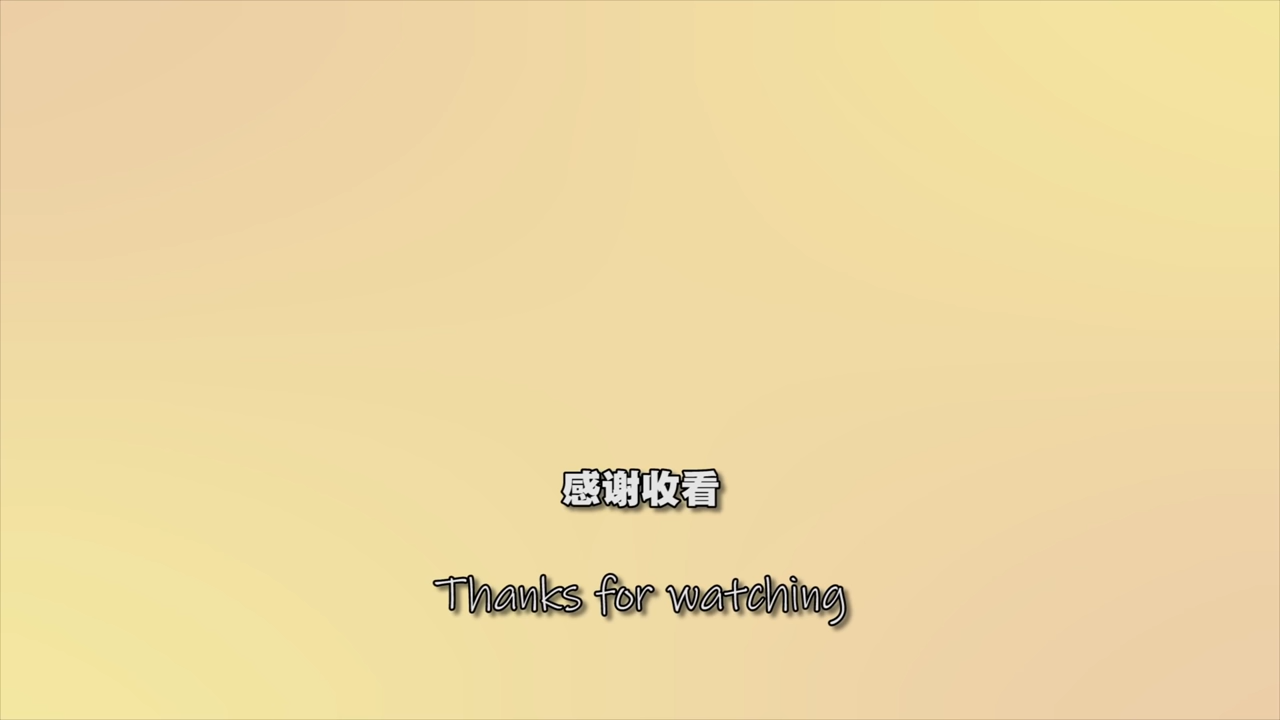 感谢收看
Thanks for watching